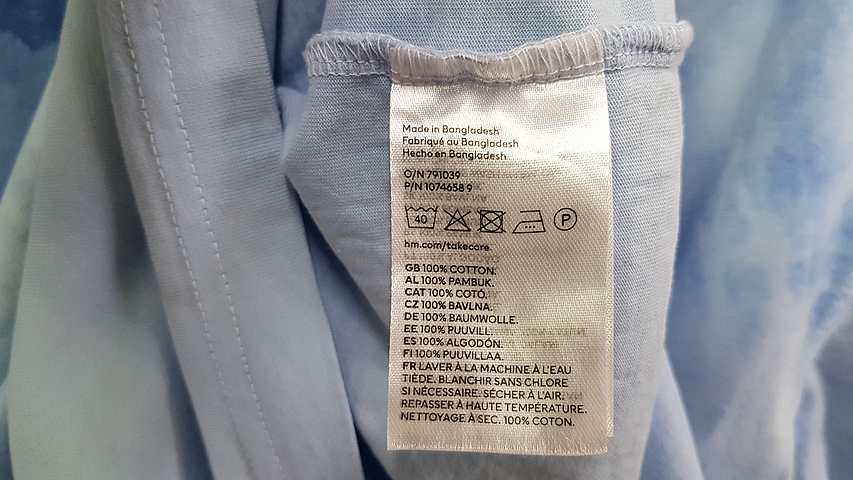 Made in Bangladesh
Fabriqué au Bangladesh
Hecho en Bangladesh
O/N 791039
P/N 1074658 9
40 P
hm.com/takecare
GB 100% COTTON.
AL 100% PAMBUK.
CAT 100% COTÓ.
CZ 100% BAVLNA.
DE 100% BAUMWOLLE.
EE 100% PUUVILL.
ES 100% ALGODÓN.
FI 100% PUUVILLAA.
FR LAVER À LA MACHINE À L'EAU
TIÈDE. BLANCHIR SANS CHLORE
SI NÉCESSAIRE. SÉCHER À L'AIR.
REPASSER À HAUTE TEMPÉRATURE.
NETTOYAGE À SEC. 100% COTON.